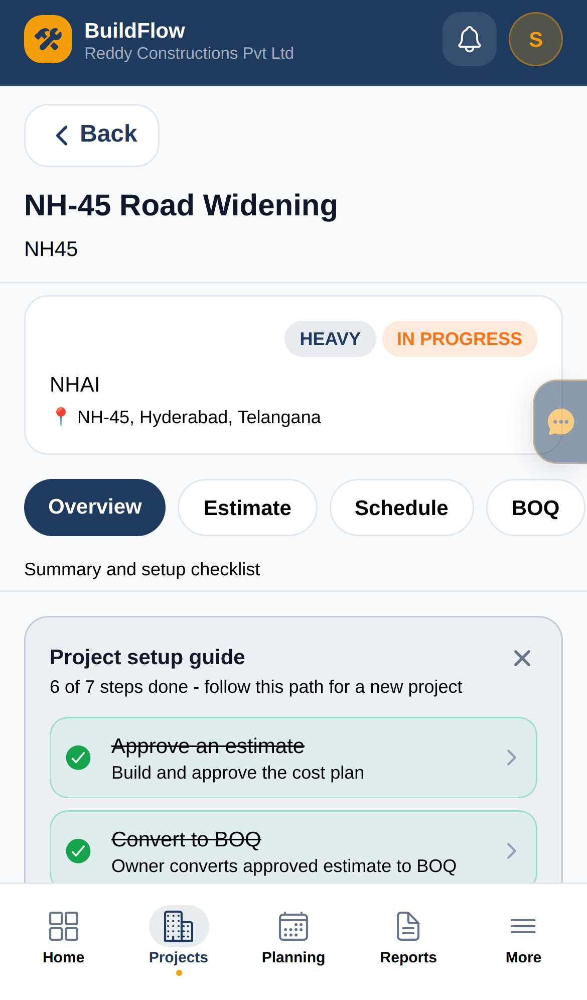 BuildFlow
Reddy Constructions Pvt Ltd
S
Back
NH-45 Road Widening
NH45
HEAVY
IN PROGRESS
NHAI
NH-45, Hyderabad, Telangana
Overview
Estimate
Schedule
BOQ
Summary and setup checklist
Project setup guide
6 of 7 steps done - follow this path for a new project
Approve an estimate
Build and approve the cost plan
Convert to BOQ
Owner converts approved estimate to BOQ
Home
Projects
Planning
Reports
More